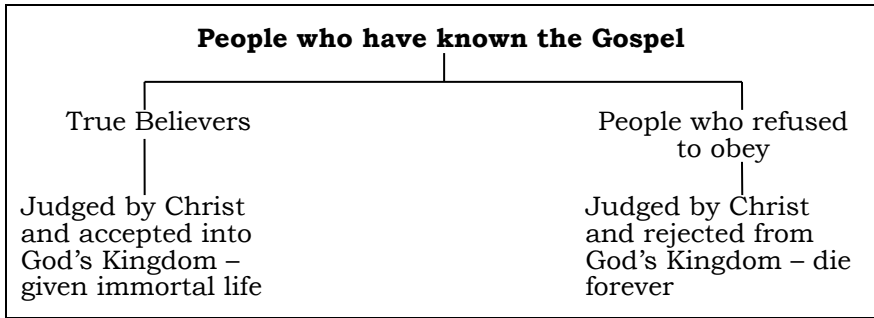 People who have known the Gospel
True Believers
People who refused
to obey
Judged by Christ
and accepted into
God's Kingdom –
given immortal life
Judged by Christ
and rejected from
God's Kingdom – die
forever